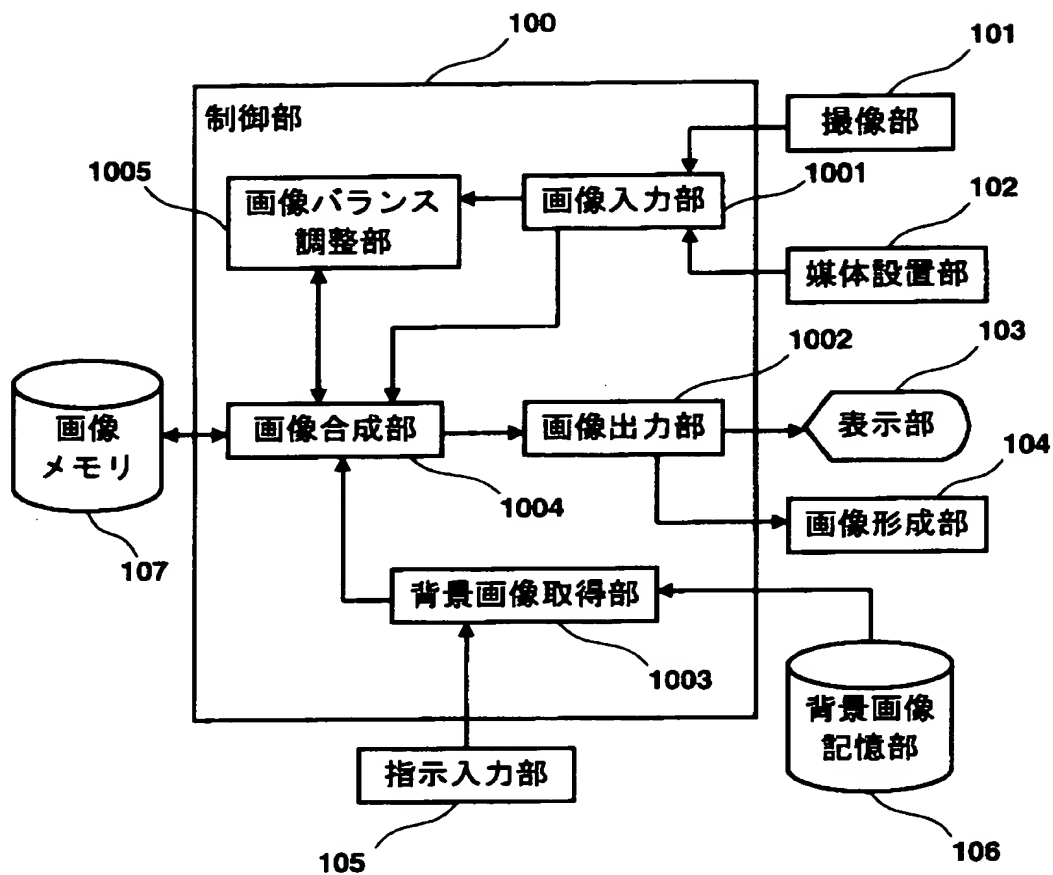 100
101
制御部
撮像部
1005
1001
画像バランス
調整部
画像入力部
102
媒体設置部
1002
103
画像
メモリ
画像合成部
画像出力部
表示部
1004
104
画像形成部
107
背景画像取得部
1003
背景画像
記憶部
指示入力部
105
106